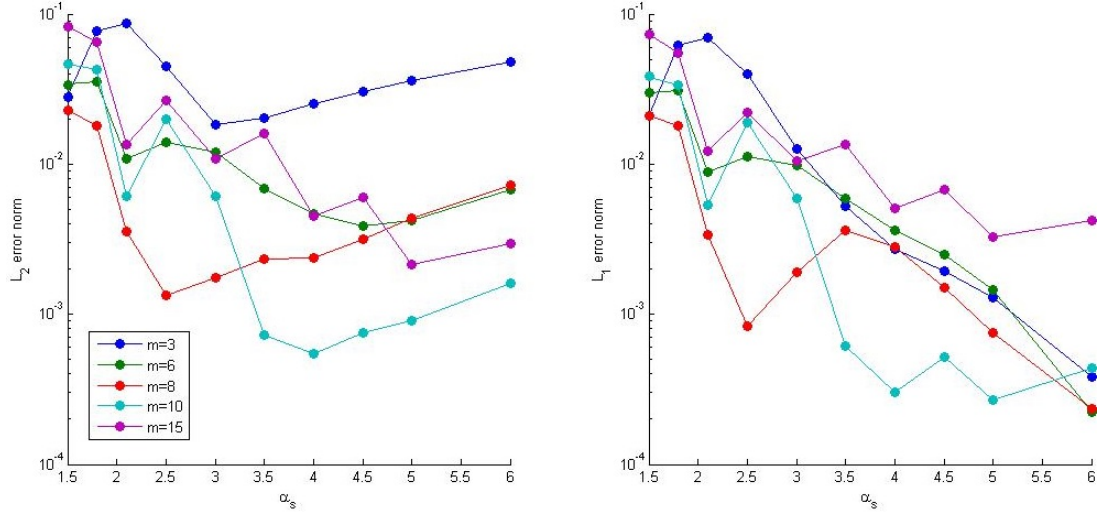 10⁻¹
10⁻²
10⁻³
10⁻⁴
L₂ error norm
m=3
m=6
m=8
m=10
m=15
1.5 2 2.5 3 3.5 4 4.5 5 5.5 6
αₛ
10⁻¹
10⁻²
10⁻³
10⁻⁴
L₁ error norm
1.5 2 2.5 3 3.5 4 4.5 5 5.5 6
αₛ